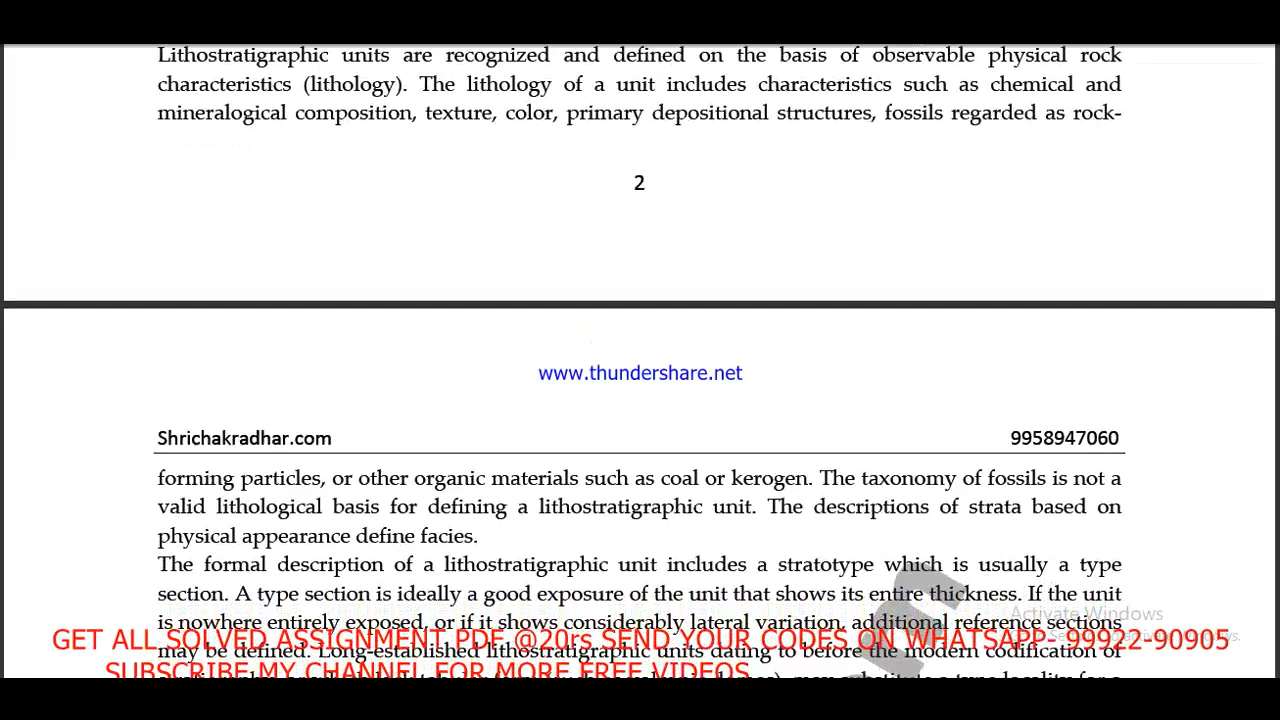 Lithostratigraphic units are recognized and defined on the basis of observable physical rock
characteristics (lithology). The lithology of a unit includes characteristics such as chemical and
mineralogical composition, texture, color, primary depositional structures, fossils regarded as rock-
2
www.thundershare.net
Shrichakradhar.com 9958947060
forming particles, or other organic materials such as coal or kerogen. The taxonomy of fossils is not a
valid lithological basis for defining a lithostratigraphic unit. The descriptions of strata based on
physical appearance define facies.
The formal description of a lithostratigraphic unit includes a stratotype which is usually a type
section. A type section is ideally a good exposure of the unit that shows its entire thickness. If the unit
Activate Windows
is nowhere entirely exposed, or if it shows considerably lateral variation, additional reference sections
GET ALL SOLVED ASSIGNMENT PDF @20rs SEND YOUR CODES ON WHATSAPP- 99922-90905
may be defined. Long-established lithostratigraphic units dating to before the modern codification of
SUBSCRIBE MY CHANNEL FOR MORE FREE VIDEOS